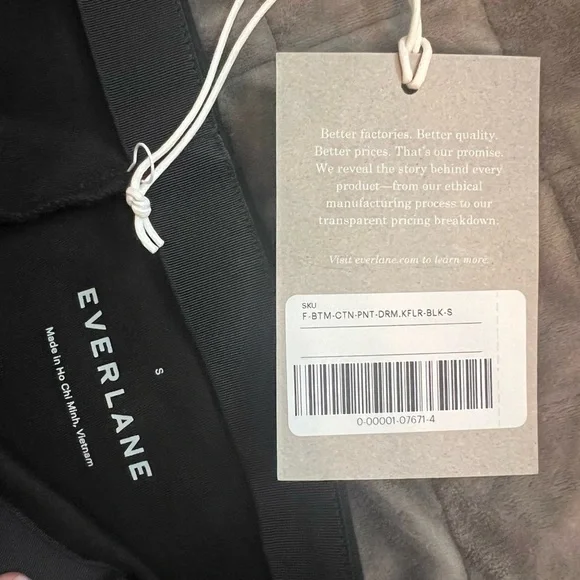 Better factories. Better quality.
Better prices. That's our promise.
We reveal the story behind every
product—from our ethical
manufacturing process to our
transparent pricing breakdown.
Visit everlane.com to learn more.
SKU
F-BTM-CTN-PNT-DRM.KFLR-BLK-S
0-00001-07671-4
S
EVERLANE
Made in Ho Chi Minh, Vietnam